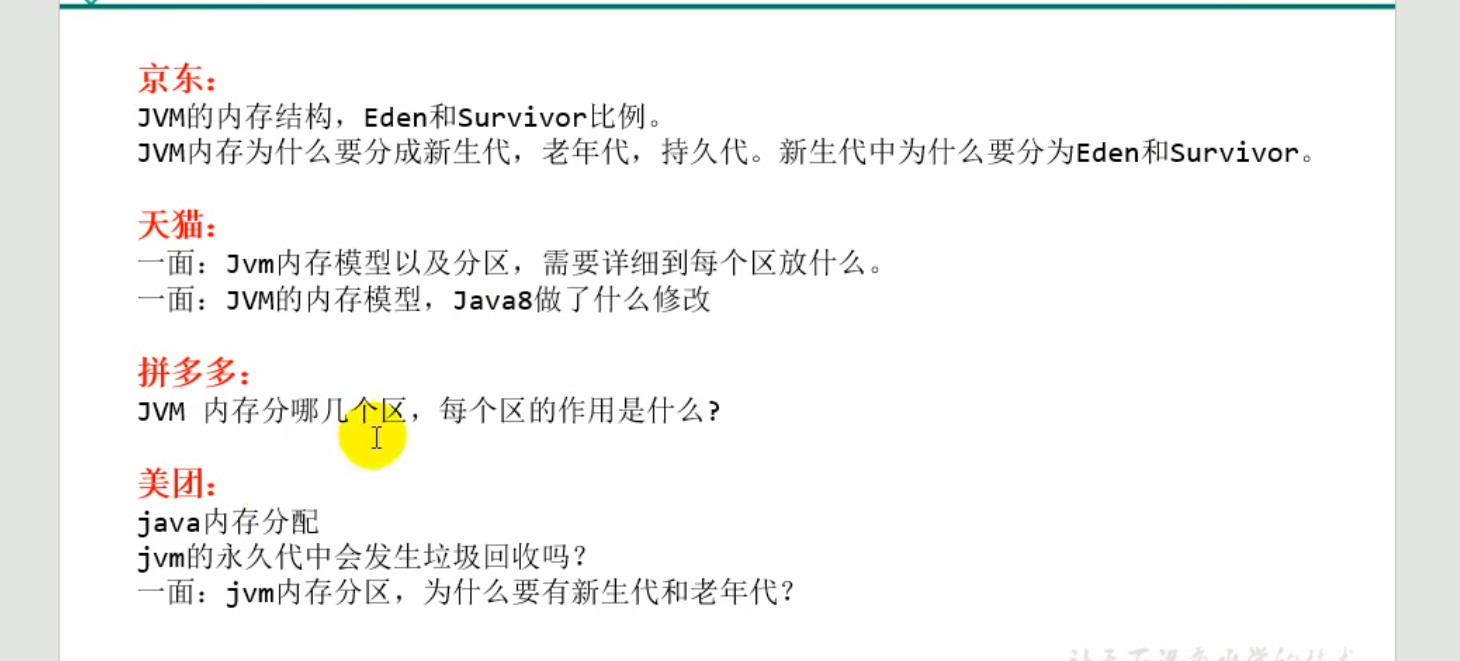 京东：
JVM的内存结构，Eden和Survivor比例。
JVM内存为什么要分成新生代，老年代，持久代。新生代中为什么要分为Eden和Survivor。
天猫：
一面：Jvm内存模型以及分区，需要详细到每个区放什么。
一面：JVM的内存模型，Java8做了什么修改
拼多多：
JVM 内存分哪几个区，每个区的作用是什么?
美团：
java内存分配
jvm的永久代中会发生垃圾回收吗?
一面：jvm内存分区，为什么要有新生代和老年代?